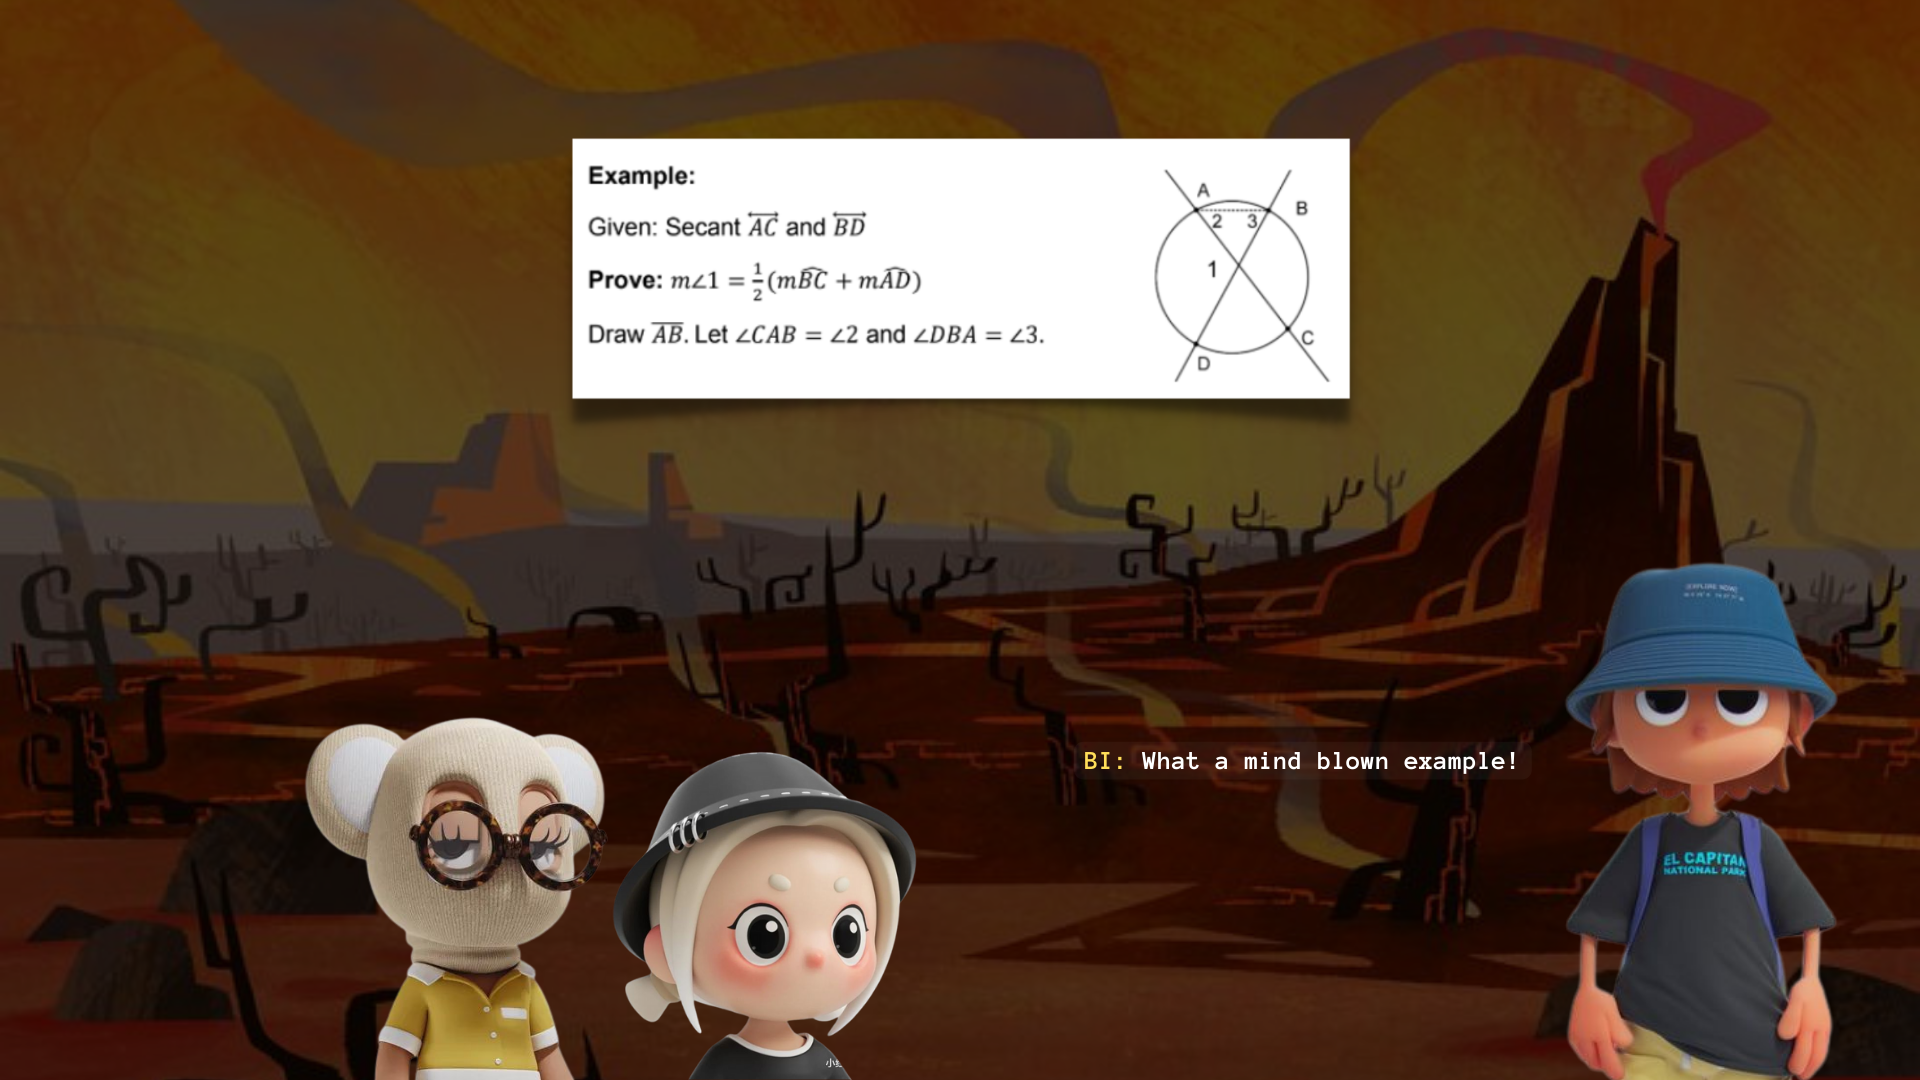 Example:
Given: Secant AC and BD
Prove: m∠1 = 1/2(mBC + mAD)
Draw AB. Let ∠CAB = ∠2 and ∠DBA = ∠3.
A
B
2 3
1
C
D
BI: What a mind blown example!
EL CAPITAN
NATIONAL PARK